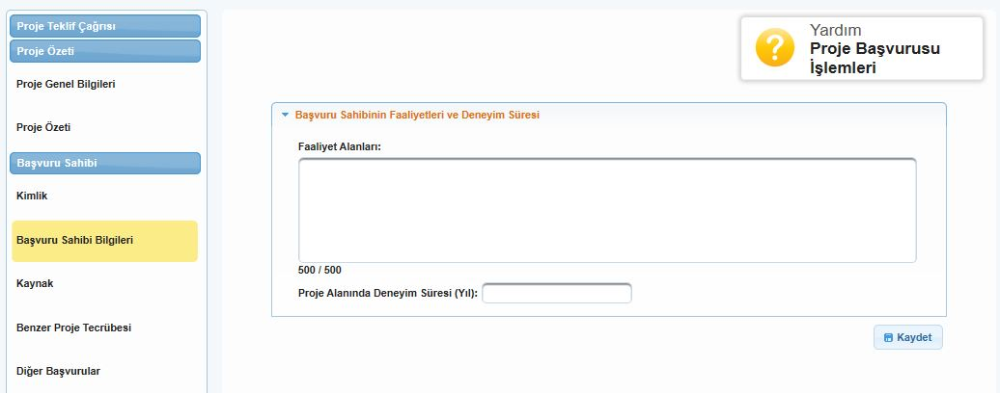 Proje Teklif Çağrısı
Proje Özeti
Proje Genel Bilgileri
Proje Özeti
Başvuru Sahibi
Kimlik
Başvuru Sahibi Bilgileri
Kaynak
Benzer Proje Tecrübesi
Diğer Başvurular
Yardım
Proje Başvurusu
İşlemleri
Başvuru Sahibinin Faaliyetleri ve Deneyim Süresi
Faaliyet Alanları:
500 / 500
Proje Alanında Deneyim Süresi (Yıl):
Kaydet